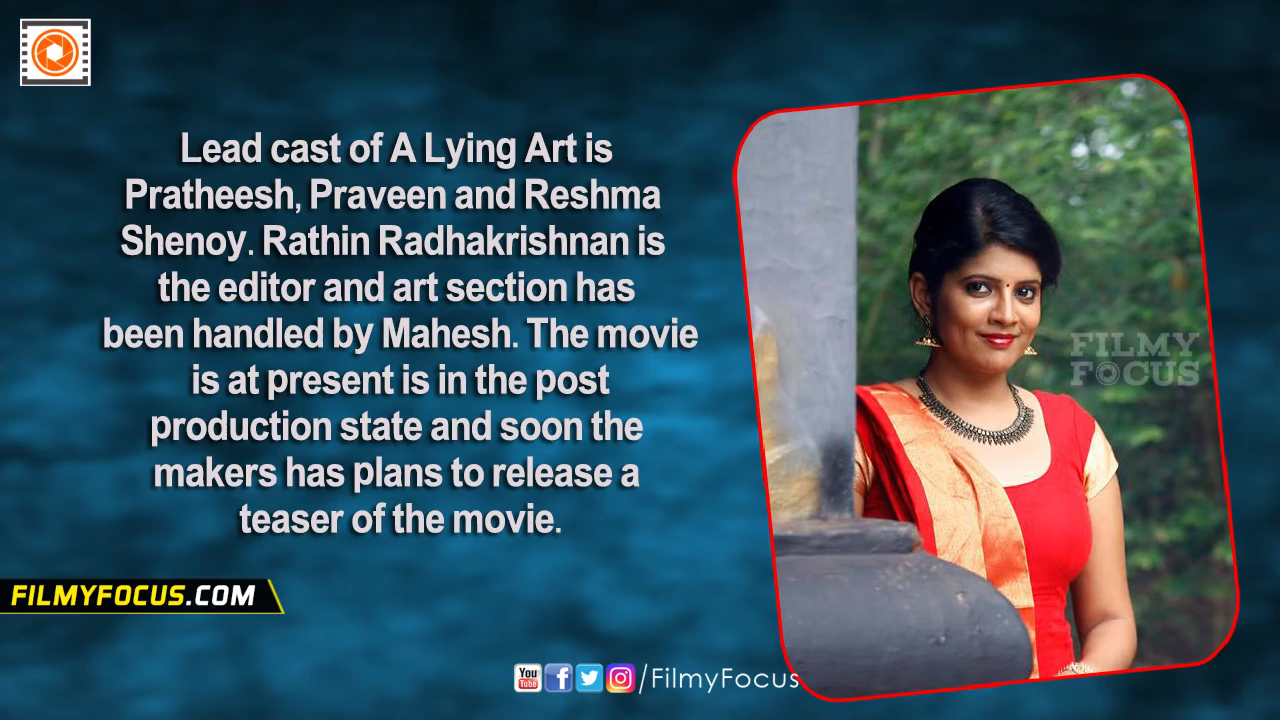 Lead cast of A Lying Art is
Pratheesh, Praveen and Reshma
Shenoy. Rathin Radhakrishnan is
the editor and art section has
been handled by Mahesh. The movie
is at present is in the post
production state and soon the
makers has plans to release a
teaser of the movie.
FILMY
FOCUS
FILMYFOCUS.COM
You
Tube
/FilmyFocus